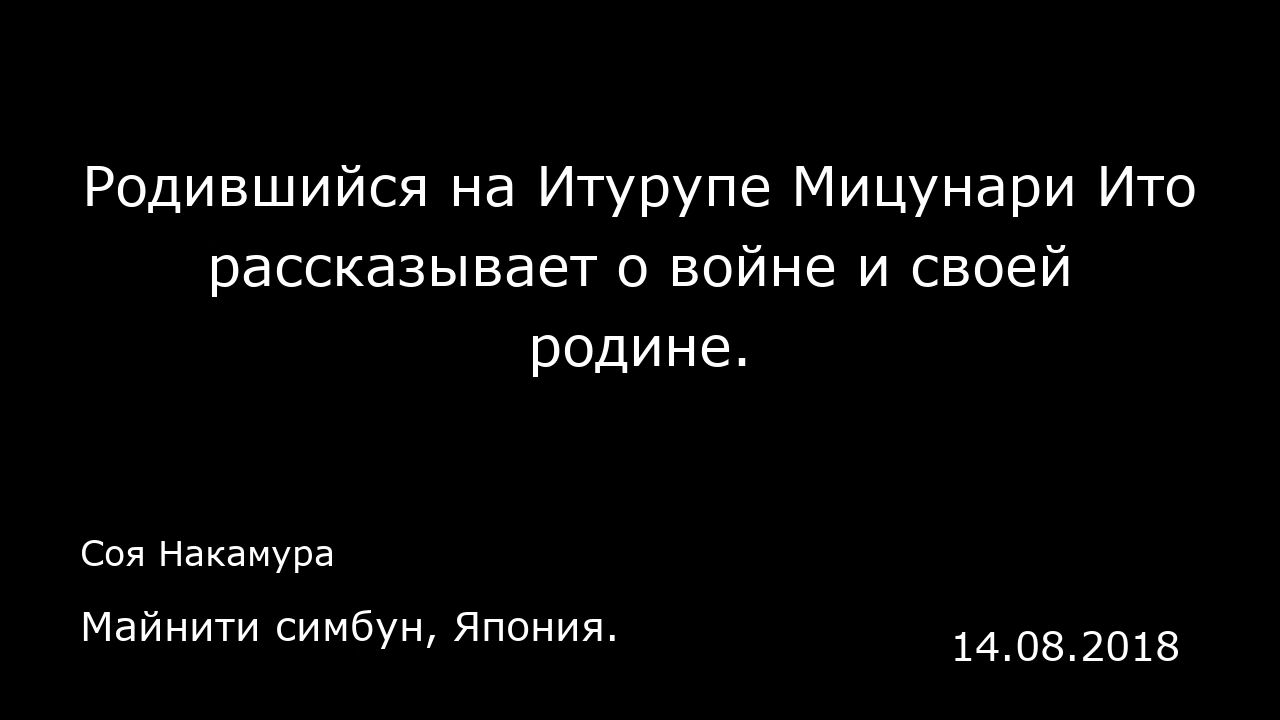 Родившийся на Итурупе Мицунари Ито
рассказывает о войне и своей
родине.
Соя Накамура
Майнити симбун, Япония.
14.08.2018